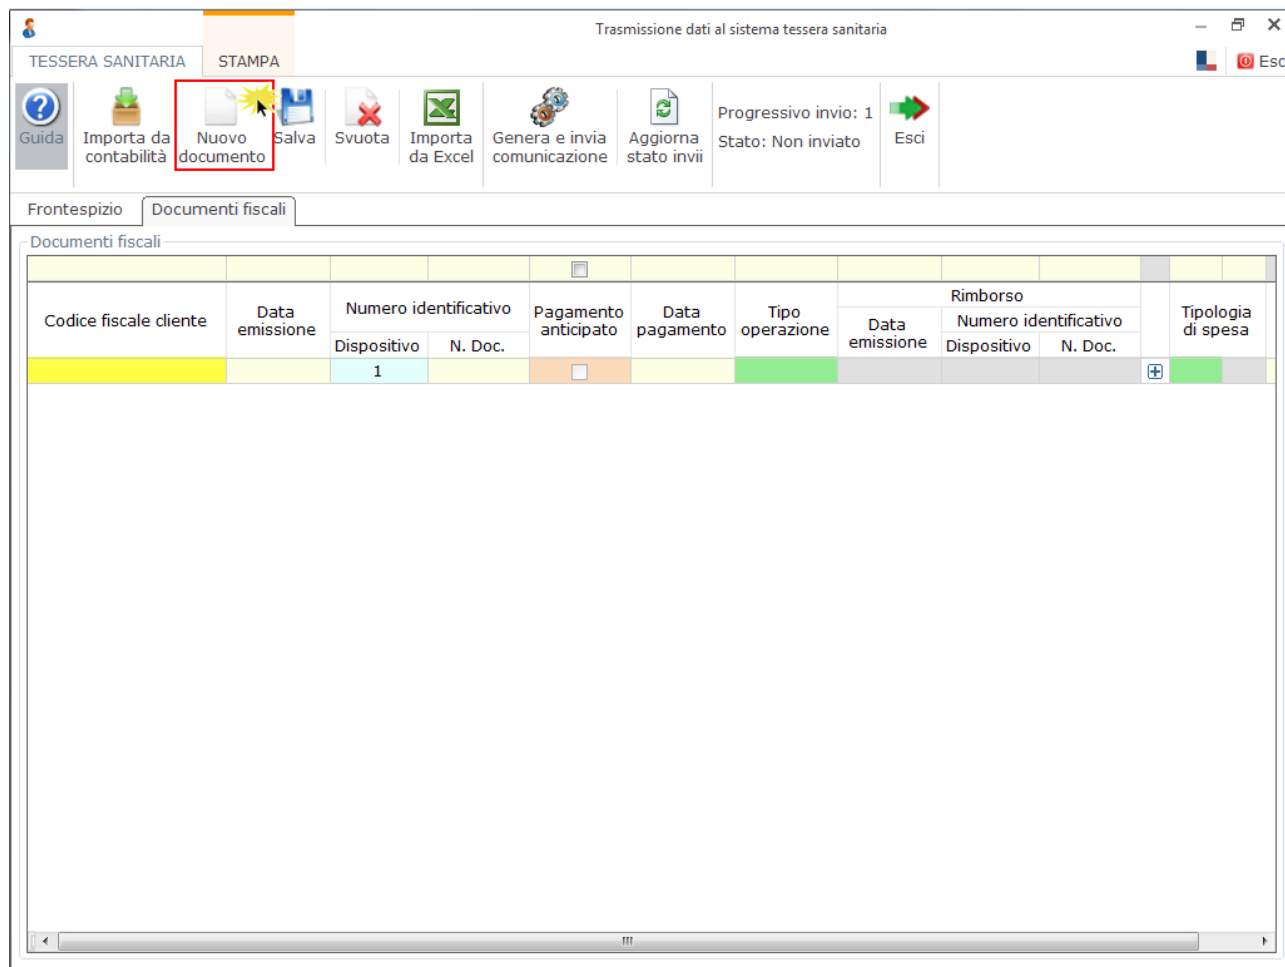 Trasmissione dati al sistema tessera sanitaria
TESSERA SANITARIA STAMPA Esc
Guida
Importa da contabilità
Nuovo documento
Salva
Svuota
Importa da Excel
Genera e invia comunicazione
Aggiorna stato invii
Progressivo invio: 1
Stato: Non inviato
Esci
Frontespizio Documenti fiscali
Documenti fiscali
Codice fiscale cliente
Data emissione
Numero identificativo
Dispositivo N. Doc.
Pagamento anticipato
Data pagamento
Tipo operazione
Rimborso
Data emissione
Numero identificativo
Dispositivo N. Doc.
Tipologia di spesa
1